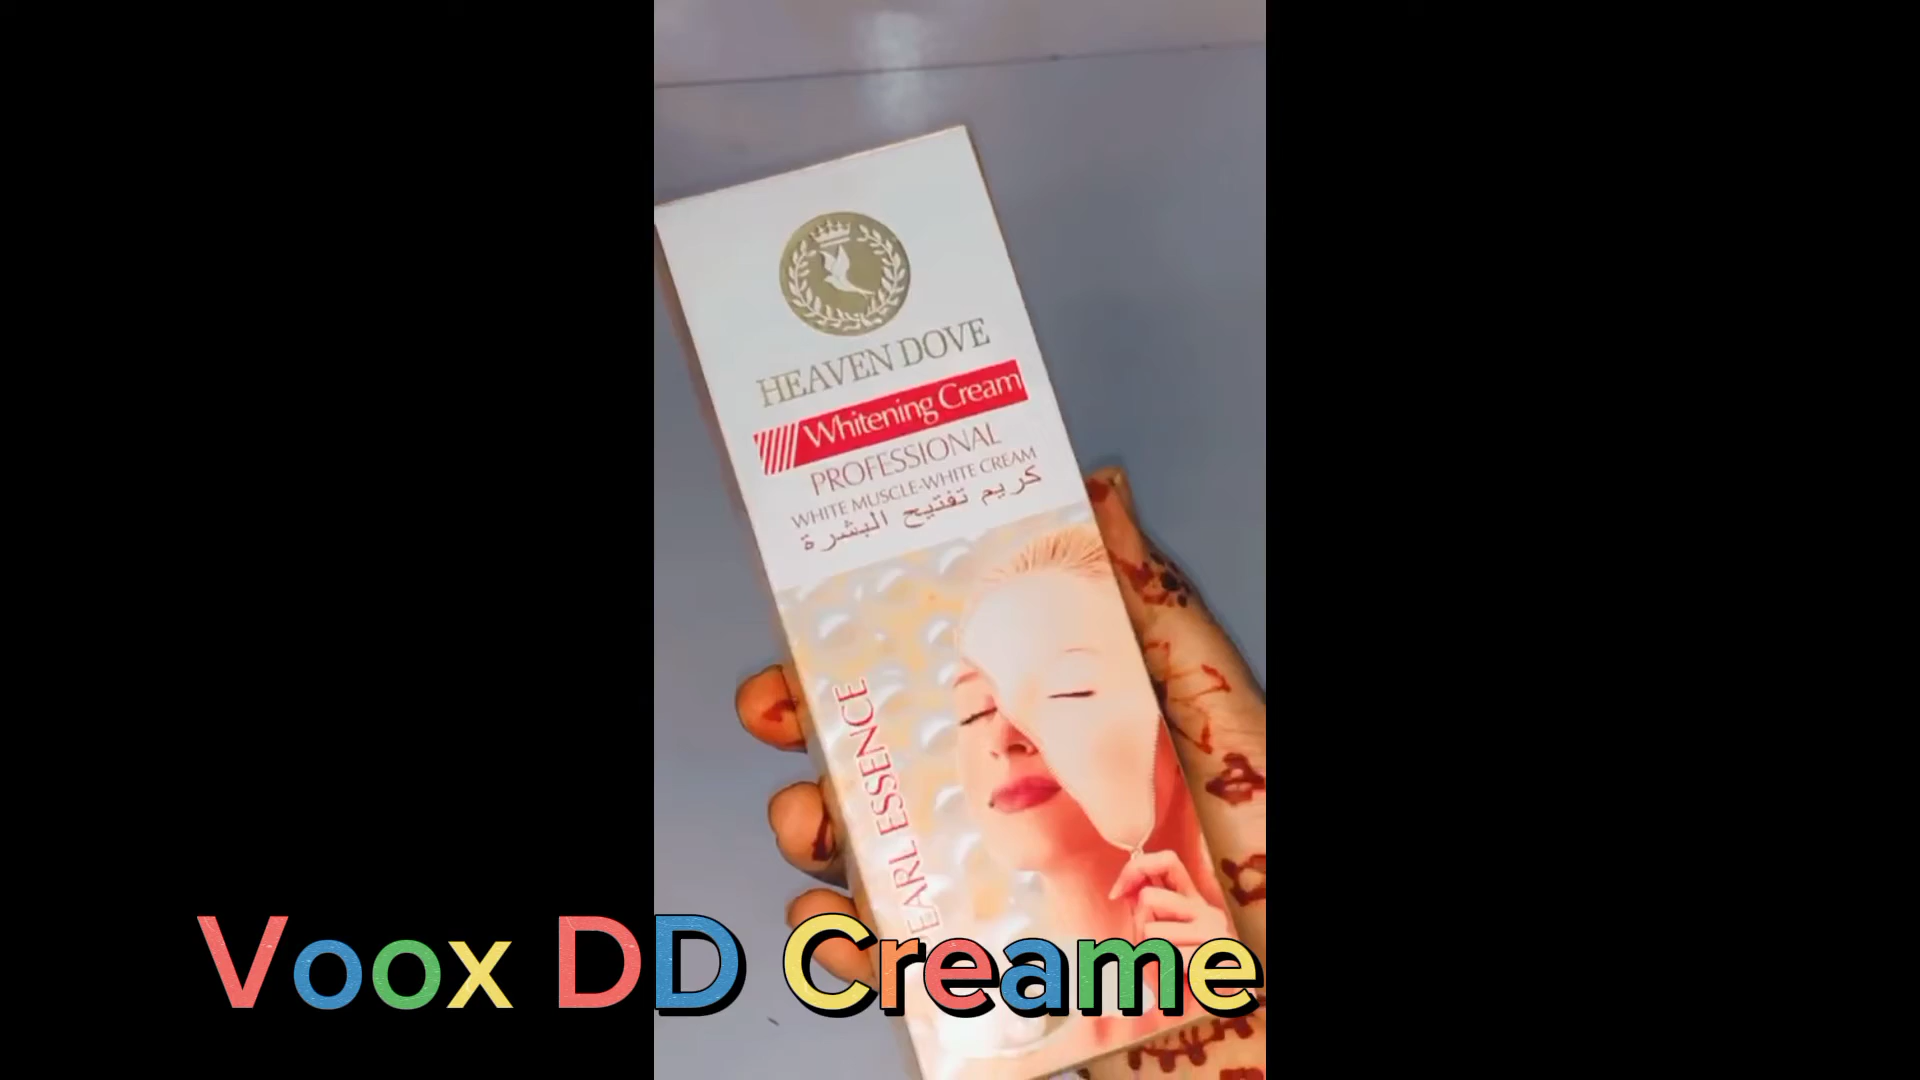 HEAVEN DOVE
Whitening Cream
PROFESSIONAL
WHITE MUSCLE-WHITE CREAM
كريم تفتيح البشرة
EARL ESSENCE
Voox DD Creame